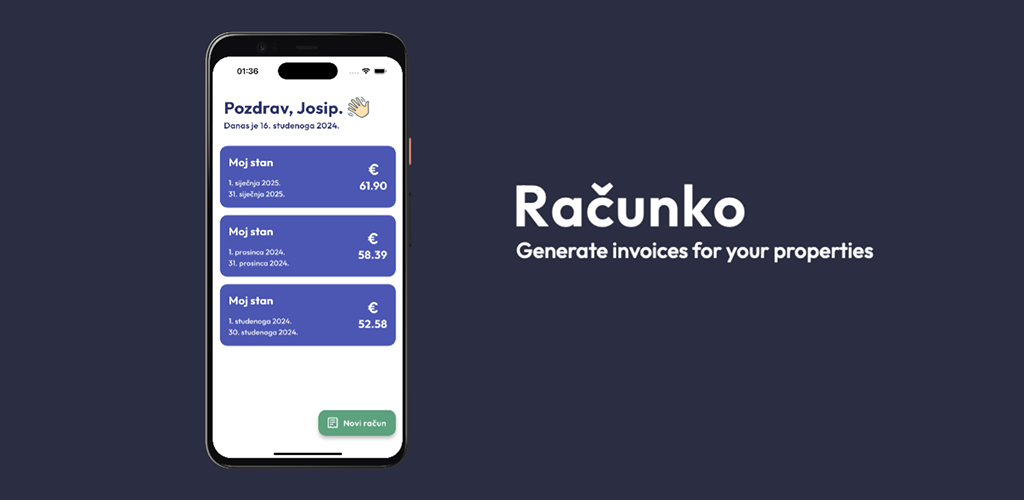 01:36
Pozdrav, Josip. 👋
Danas je 16. studenoga 2024.
Moj stan
1. siječnja 2025.
31. siječnja 2025.
€
61.90
Moj stan
1. prosinca 2024.
31. prosinca 2024.
€
58.39
Moj stan
1. studenoga 2024.
30. studenoga 2024.
€
52.58
Novi račun
Računko
Generate invoices for your properties